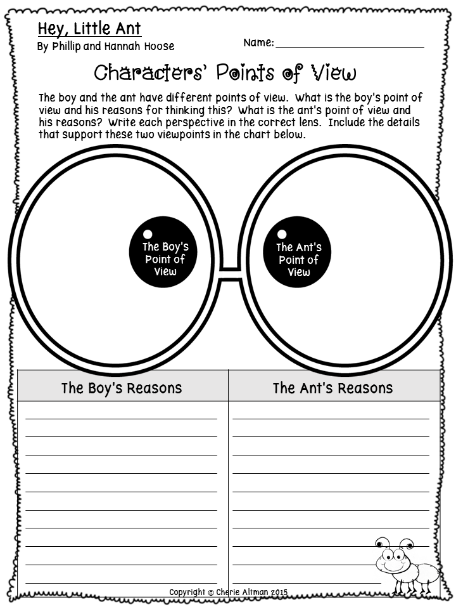 Hey, Little Ant
By Phillip and Hannah Hoose
Name:
Characters' Points of View
The boy and the ant have different points of view. What is the boy's point of
view and his reasons for thinking this? What is the ant's point of view and
his reasons? Write each perspective in the correct lens. Include the details
that support these two viewpoints in the chart below.
The Boy's
Point of
View
The Ant's
Point of
View
The Boy's Reasons
The Ant's Reasons
Copyright © Cherie Altman 2015